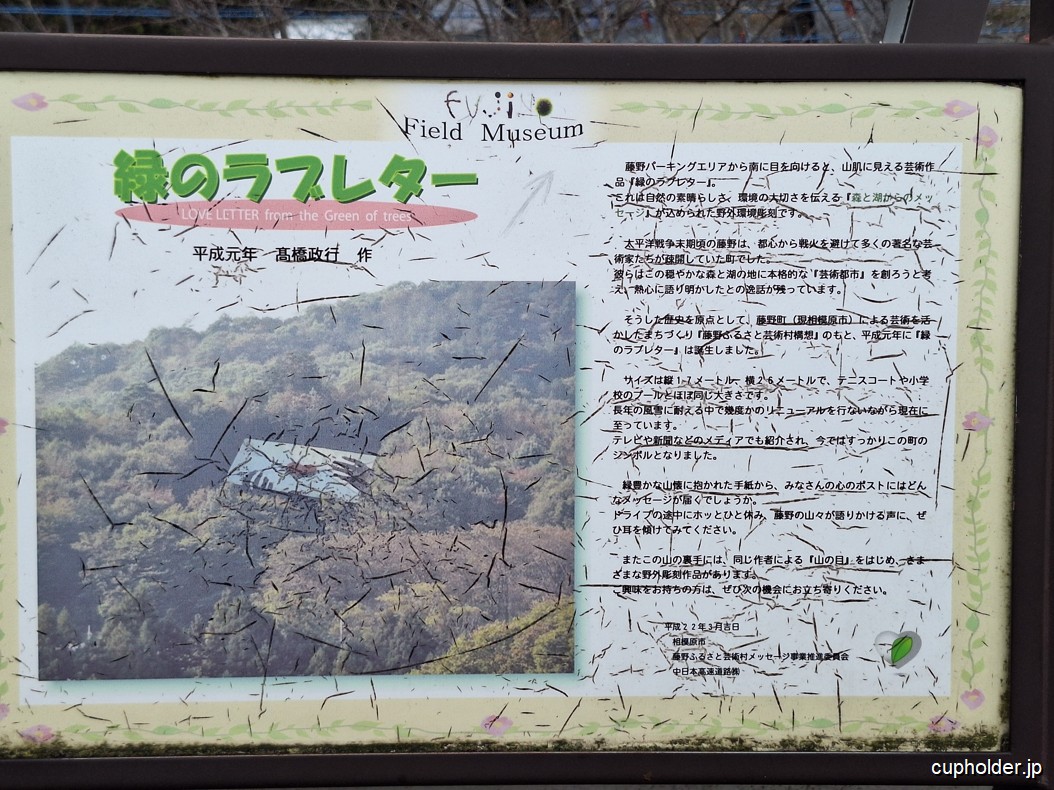 Fujino
Field Museum
緑のラブレター
LOVE LETTER from the Green of trees
平成元年 髙橋政行 作
藤野パーキングエリアから南に目を向けると、山肌に見える芸術作
品『緑のラブレター』。
これは自然の素晴らしさ、環境の大切さを伝える『森と湖からのメッ
セージ』が込められた野外環境彫刻です。
太平洋戦争末期頃の藤野は、都心から戦火を避けて多くの著名な芸
術家たちが疎開していた町でした。
彼らはこの穏やかな森と湖の地に本格的な『芸術都市』を創ろうと考
え、熱心に語り明かしたとの逸話が残っています。
そうした歴史を原点として、藤野町（現相模原市）による芸術を活
かしたまちづくり『藤野ふるさと芸術村構想』のもと、平成元年に『緑
のラブレター』は誕生しました。
サイズは縦１７メートル、横２６メートルで、テニスコートや小学
校のプールとほぼ同じ大きさです。
長年の風雪に耐える中で幾度かのリニューアルを行ないながら現在に
至っています。
テレビや新聞などのメディアでも紹介され、今ではすっかりこの町の
シンボルとなりました。
緑豊かな山懐に抱かれた手紙から、みなさんの心のポストにはどん
なメッセージが届くでしょうか。
ドライブの途中にホッとひと休み、藤野の山々が語りかける声に、ぜ
ひ耳を傾けてみてください。
またこの山の裏手には、同じ作者による『山の目』をはじめ、さま
ざまな野外彫刻作品があります。
ご興味をお持ちの方は、ぜひ次の機会にお立ち寄りください。
平成２２年３月吉日
相模原市
藤野ふるさと芸術村メッセージ事業推進委員会
中日本高速道路㈱
cupholder.jp